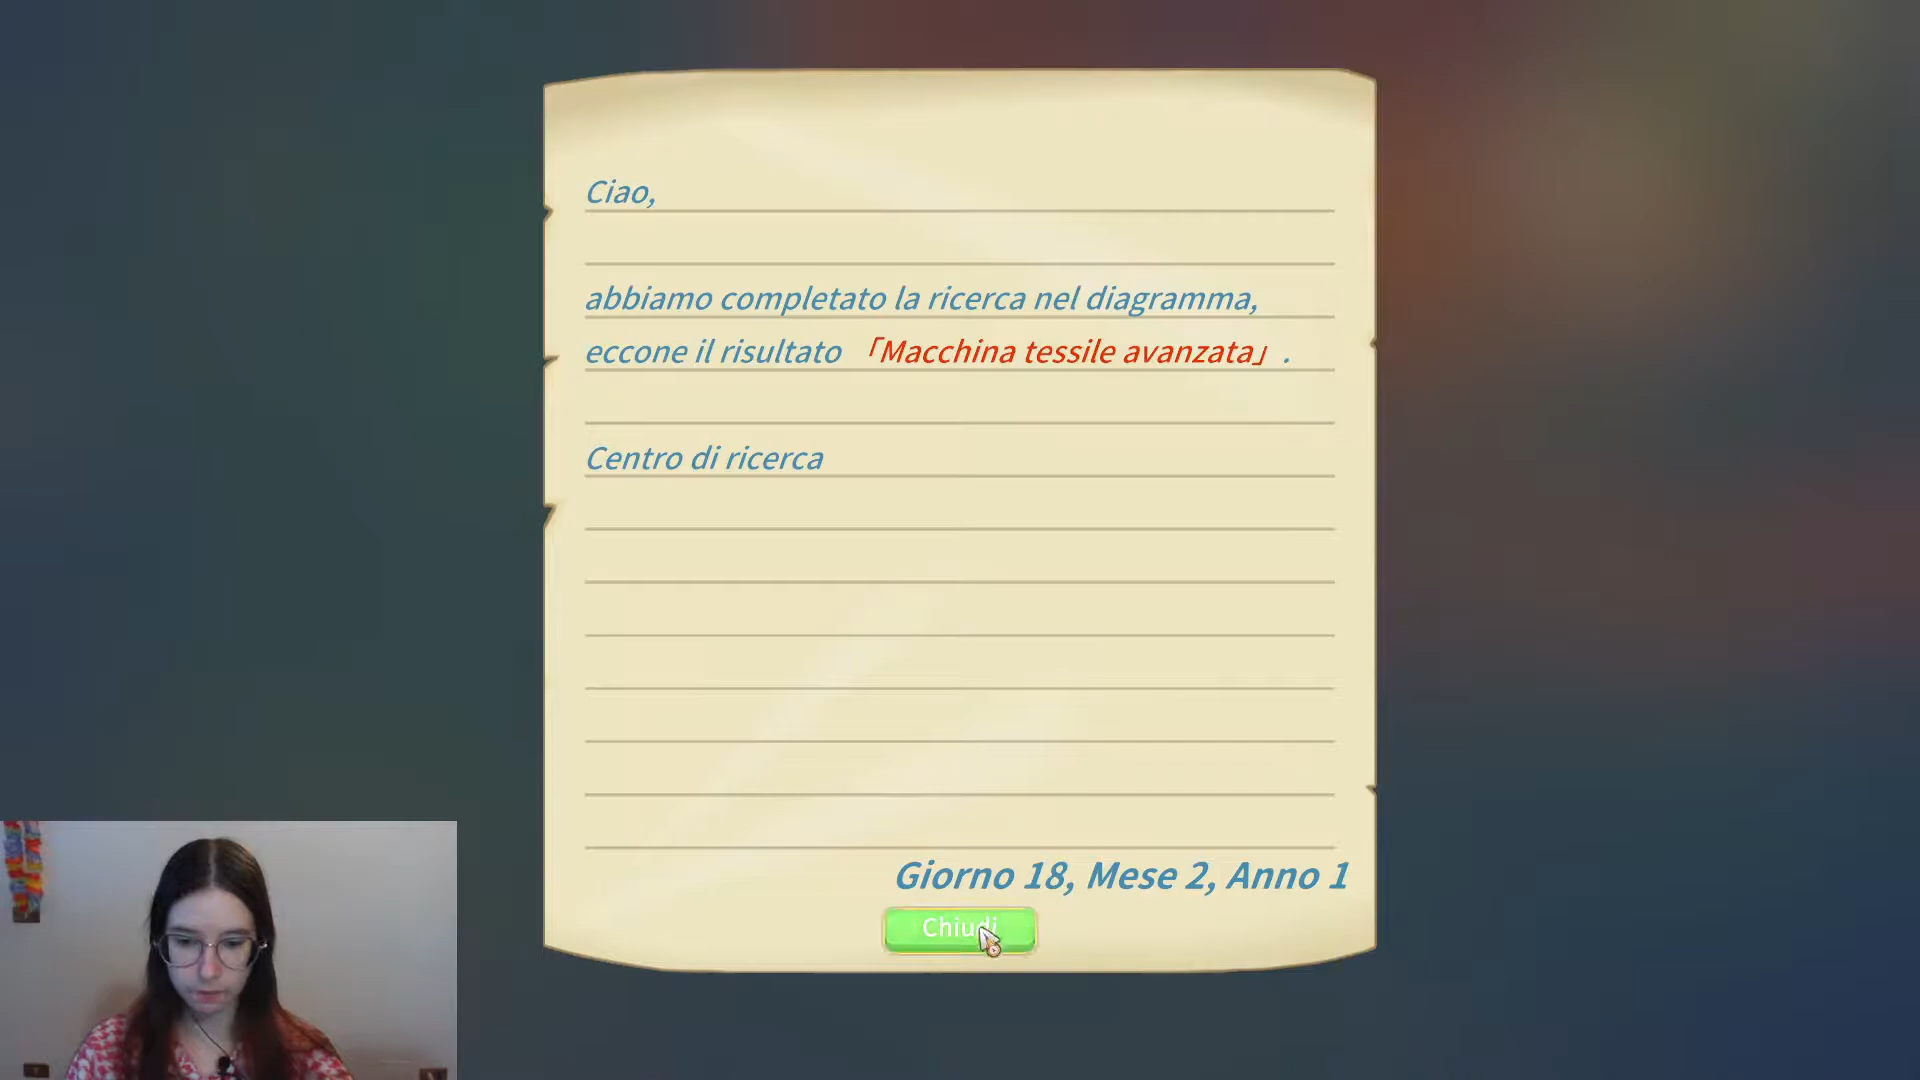 Ciao,
abbiamo completato la ricerca nel diagramma,
eccone il risultato 「Macchina tessile avanzata」 .
Centro di ricerca
Giorno 18, Mese 2, Anno 1
Chiudi